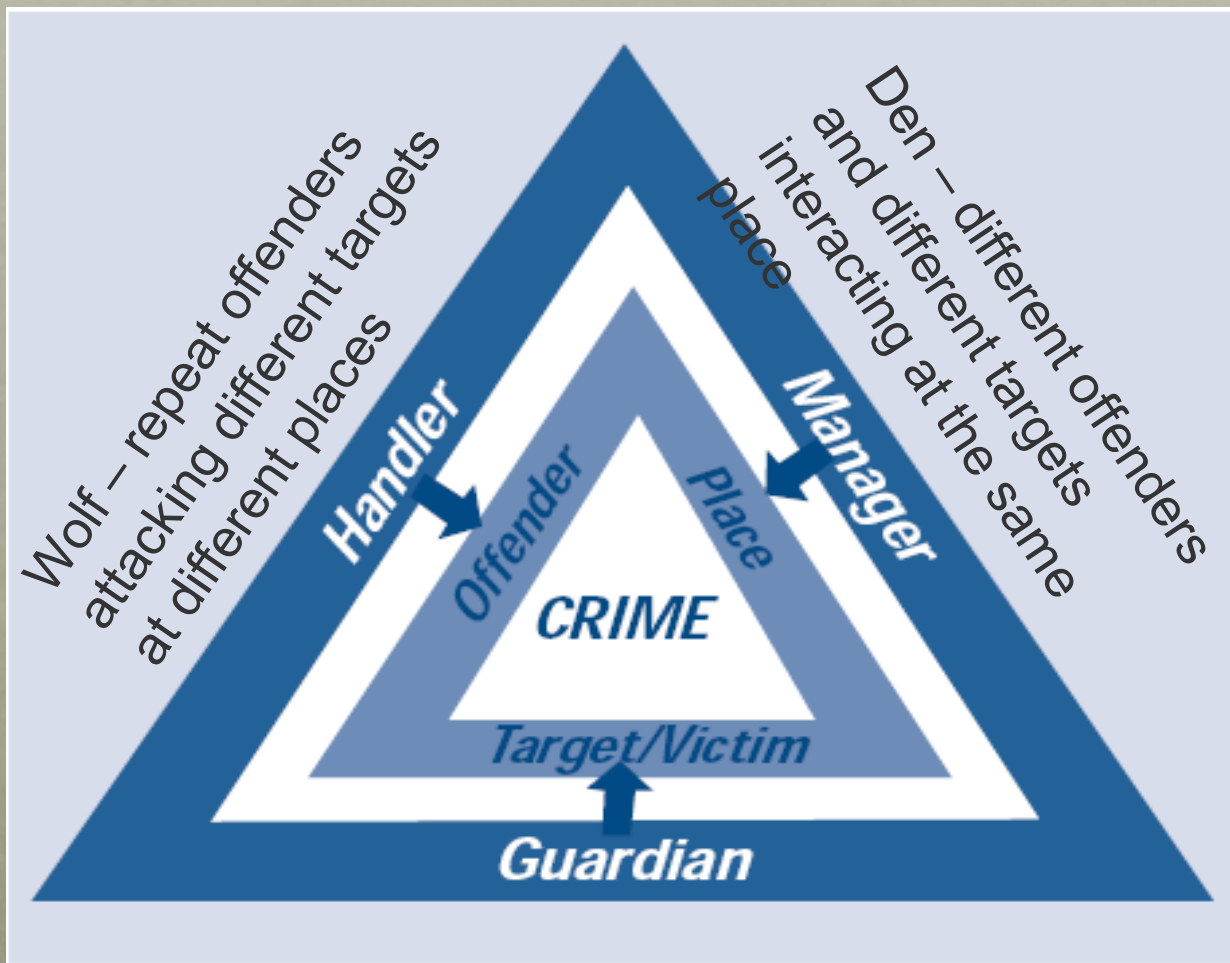 Wolf – repeat offenders
attacking different targets
at different places
Den – different offenders
and different targets
interacting at the same
place
Handler
Manager
Offender
Place
CRIME
Target/Victim
Guardian